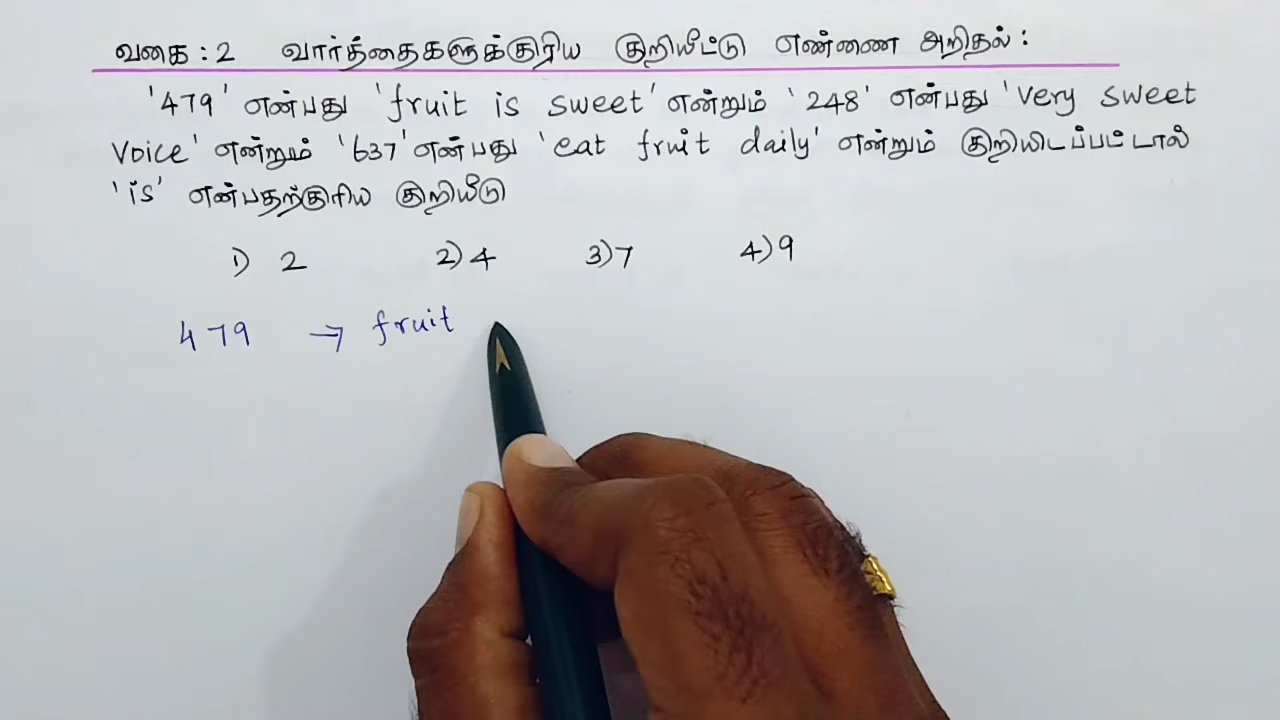 வகை : 2 வார்த்தைகளுக்குரிய குறியீட்டு எண்ணை அறிதல் :
'479' என்பது 'fruit is sweet' என்றும் '248' என்பது 'very sweet
voice' என்றும் '637' என்பது 'eat fruit daily' என்றும் குறியிடப்பட்டால்
'is' என்பதற்குரிய குறியீடு
1) 2 2) 4 3) 7 4) 9
479 → fruit